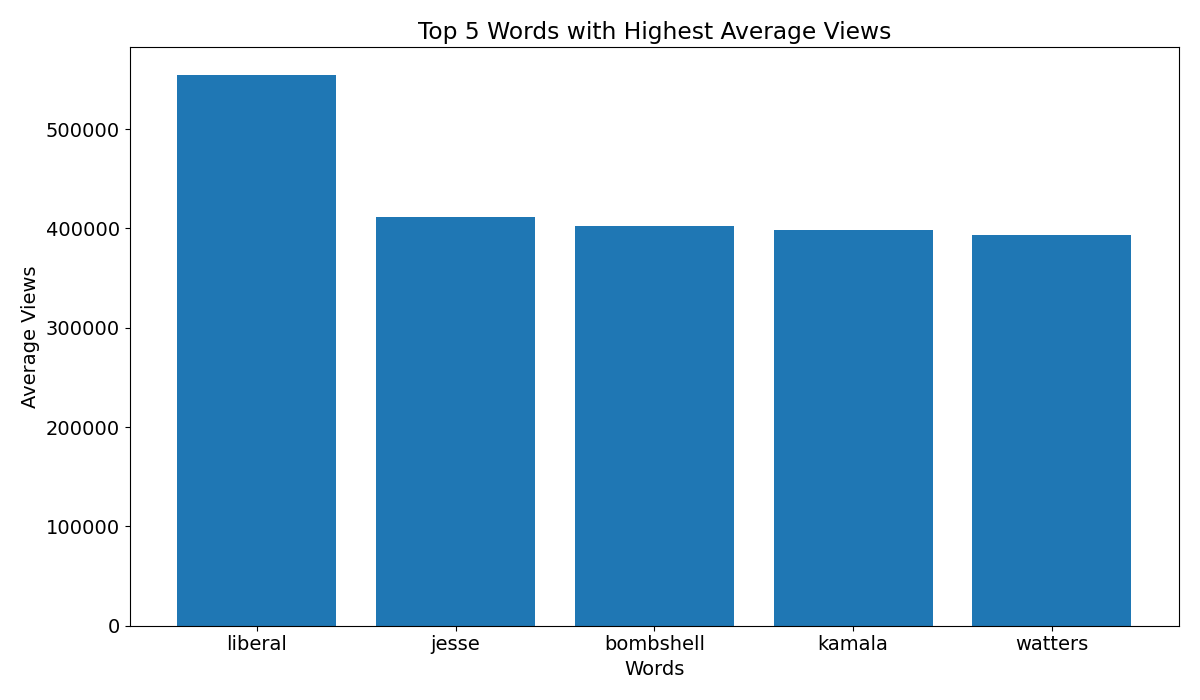 Top 5 Words with Highest Average Views
Average Views
500000
400000
300000
200000
100000
0
liberal
jesse
bombshell
kamala
watters
Words